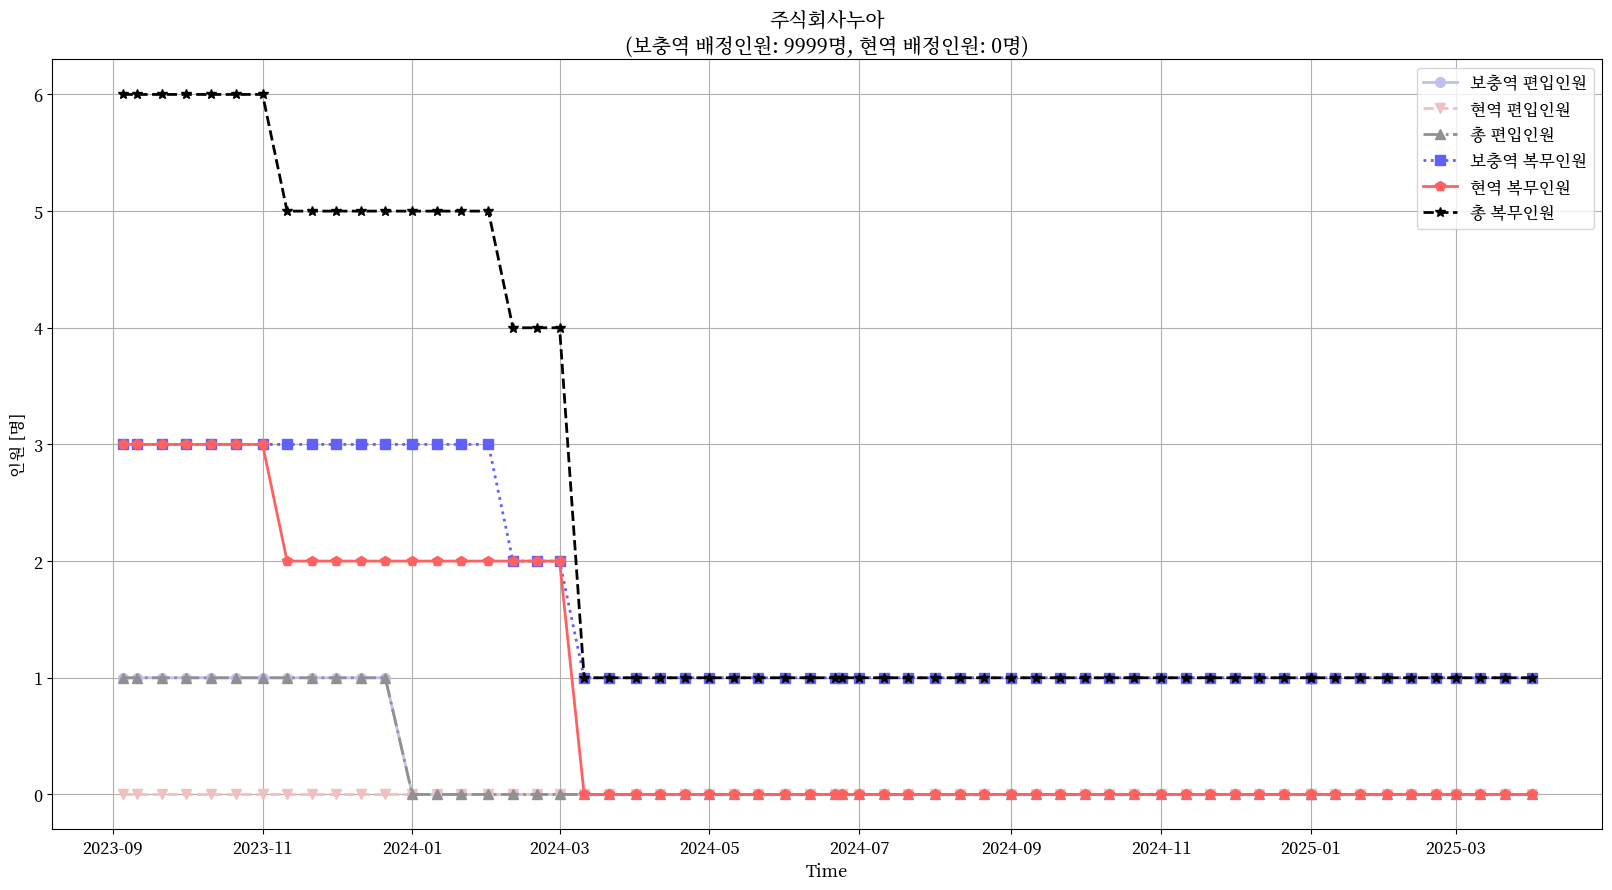 주식회사누아
(보충역 배정인원: 9999명, 현역 배정인원: 0명)
보충역 편입인원
현역 편입인원
총 편입인원
보충역 복무인원
현역 복무인원
총 복무인원
인원 [명]
6
5
4
3
2
1
0
2023-09
2023-11
2024-01
2024-03
2024-05
2024-07
2024-09
2024-11
2025-01
2025-03
Time